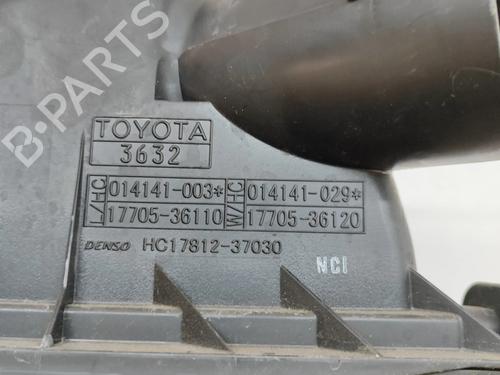 B-PARTS
TOYOTA
3632
/HC 014141-003* W/HC 014141-029*
17705-36110 17705-36120
DENSO HC17812-37030
NCI